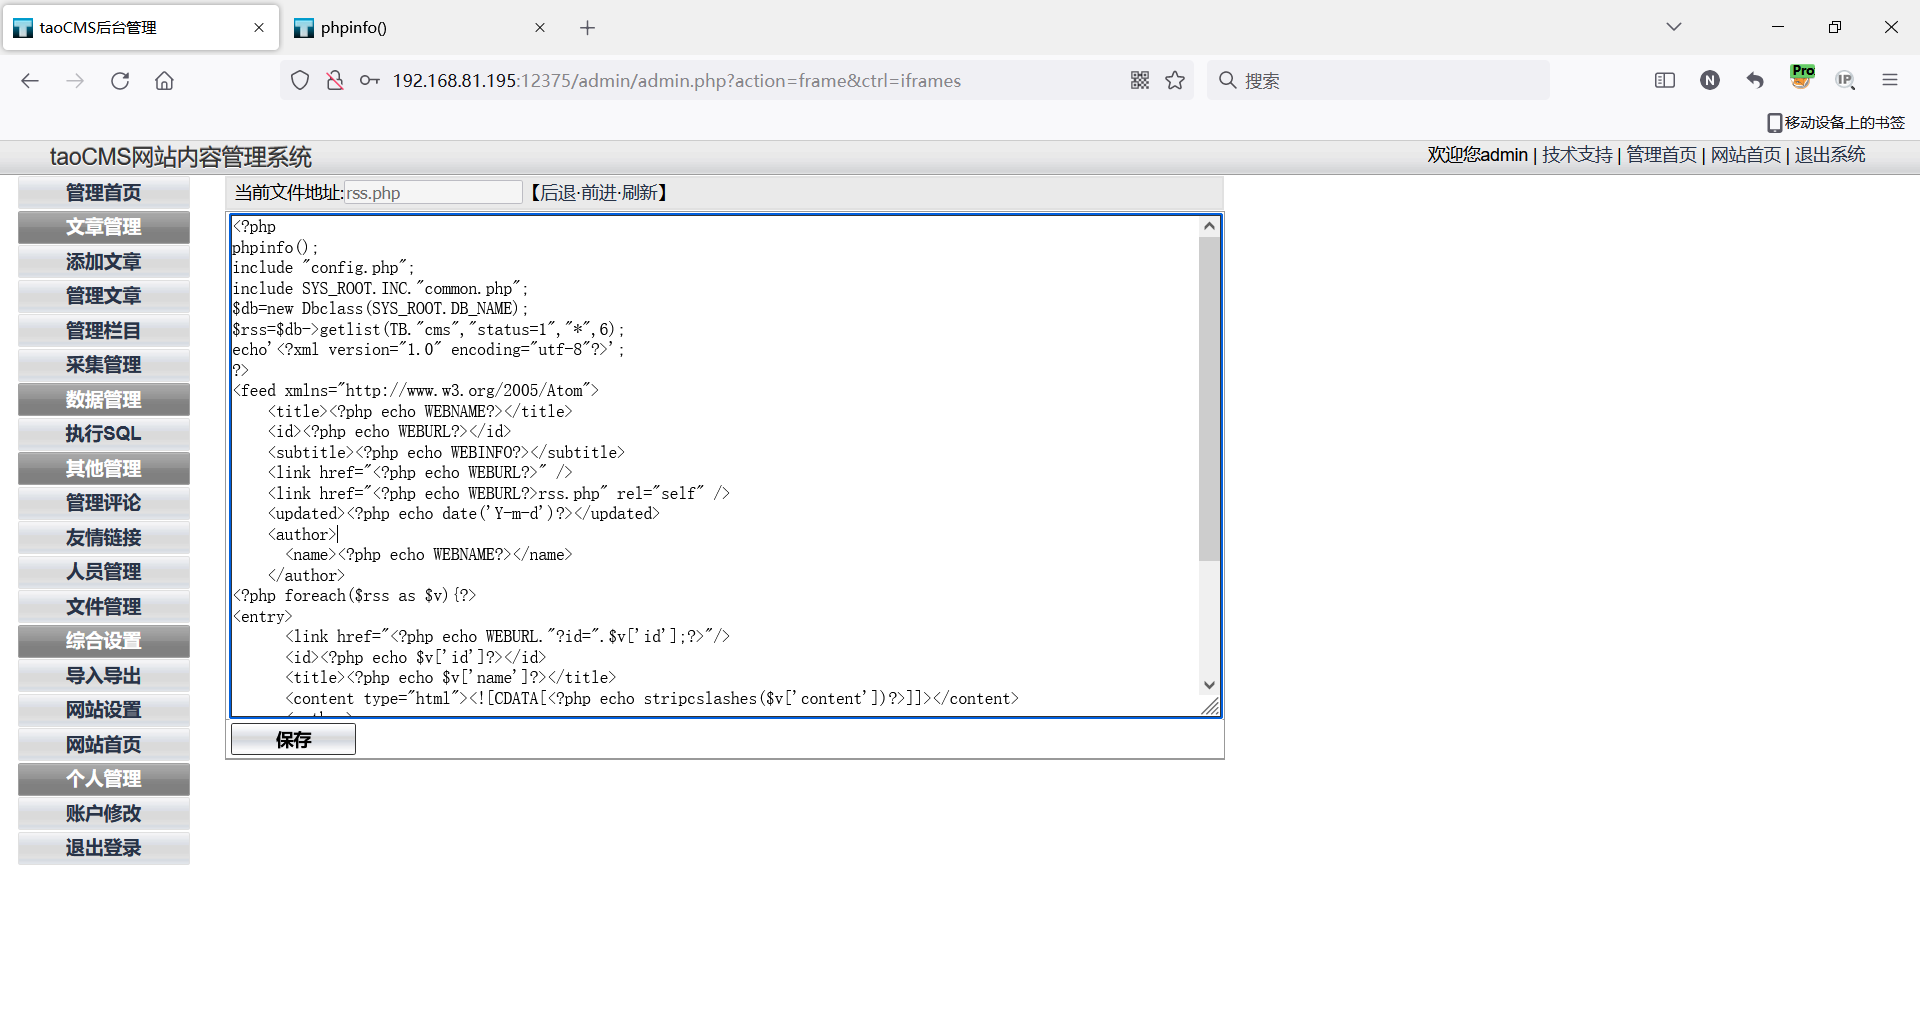 taoCMS后台管理
phpinfo()
192.168.81.195:12375/admin/admin.php?action=frame&ctrl=iframes
搜索
N
Pro
IP
移动设备上的书签
taoCMS网站内容管理系统
欢迎您admin | 技术支持 | 管理首页 | 网站首页 | 退出系统
管理首页
文章管理
添加文章
管理文章
管理栏目
采集管理
数据管理
执行SQL
其他管理
管理评论
友情链接
人员管理
文件管理
综合设置
导入导出
网站设置
网站首页
个人管理
账户修改
退出登录
当前文件地址:rss.php 【后退·前进·刷新】
<?php
phpinfo();
include "config.php";
include SYS_ROOT.INC."common.php";
$db=new Dbclass(SYS_ROOT.DB_NAME);
$rss=$db->getlist(TB."cms","status=1","*",6);
echo'<?xml version="1.0" encoding="utf-8"?>';
?>
<feed xmlns="http://www.w3.org/2005/Atom">
    <title><?php echo WEBNAME?></title>
    <id><?php echo WEBURL?></id>
    <subtitle><?php echo WEBINFO?></subtitle>
    <link href="<?php echo WEBURL?>" />
    <link href="<?php echo WEBURL?>rss.php" rel="self" />
    <updated><?php echo date('Y-m-d')?></updated>
    <author>
      <name><?php echo WEBNAME?></name>
    </author>
<?php foreach($rss as $v){?>
<entry>
      <link href="<?php echo WEBURL."?id=".$v['id'];?>"/>
      <id><?php echo $v['id']?></id>
      <title><?php echo $v['name']?></title>
      <content type="html"><![CDATA[<?php echo stripcslashes($v['content'])?>]]></content>
保存